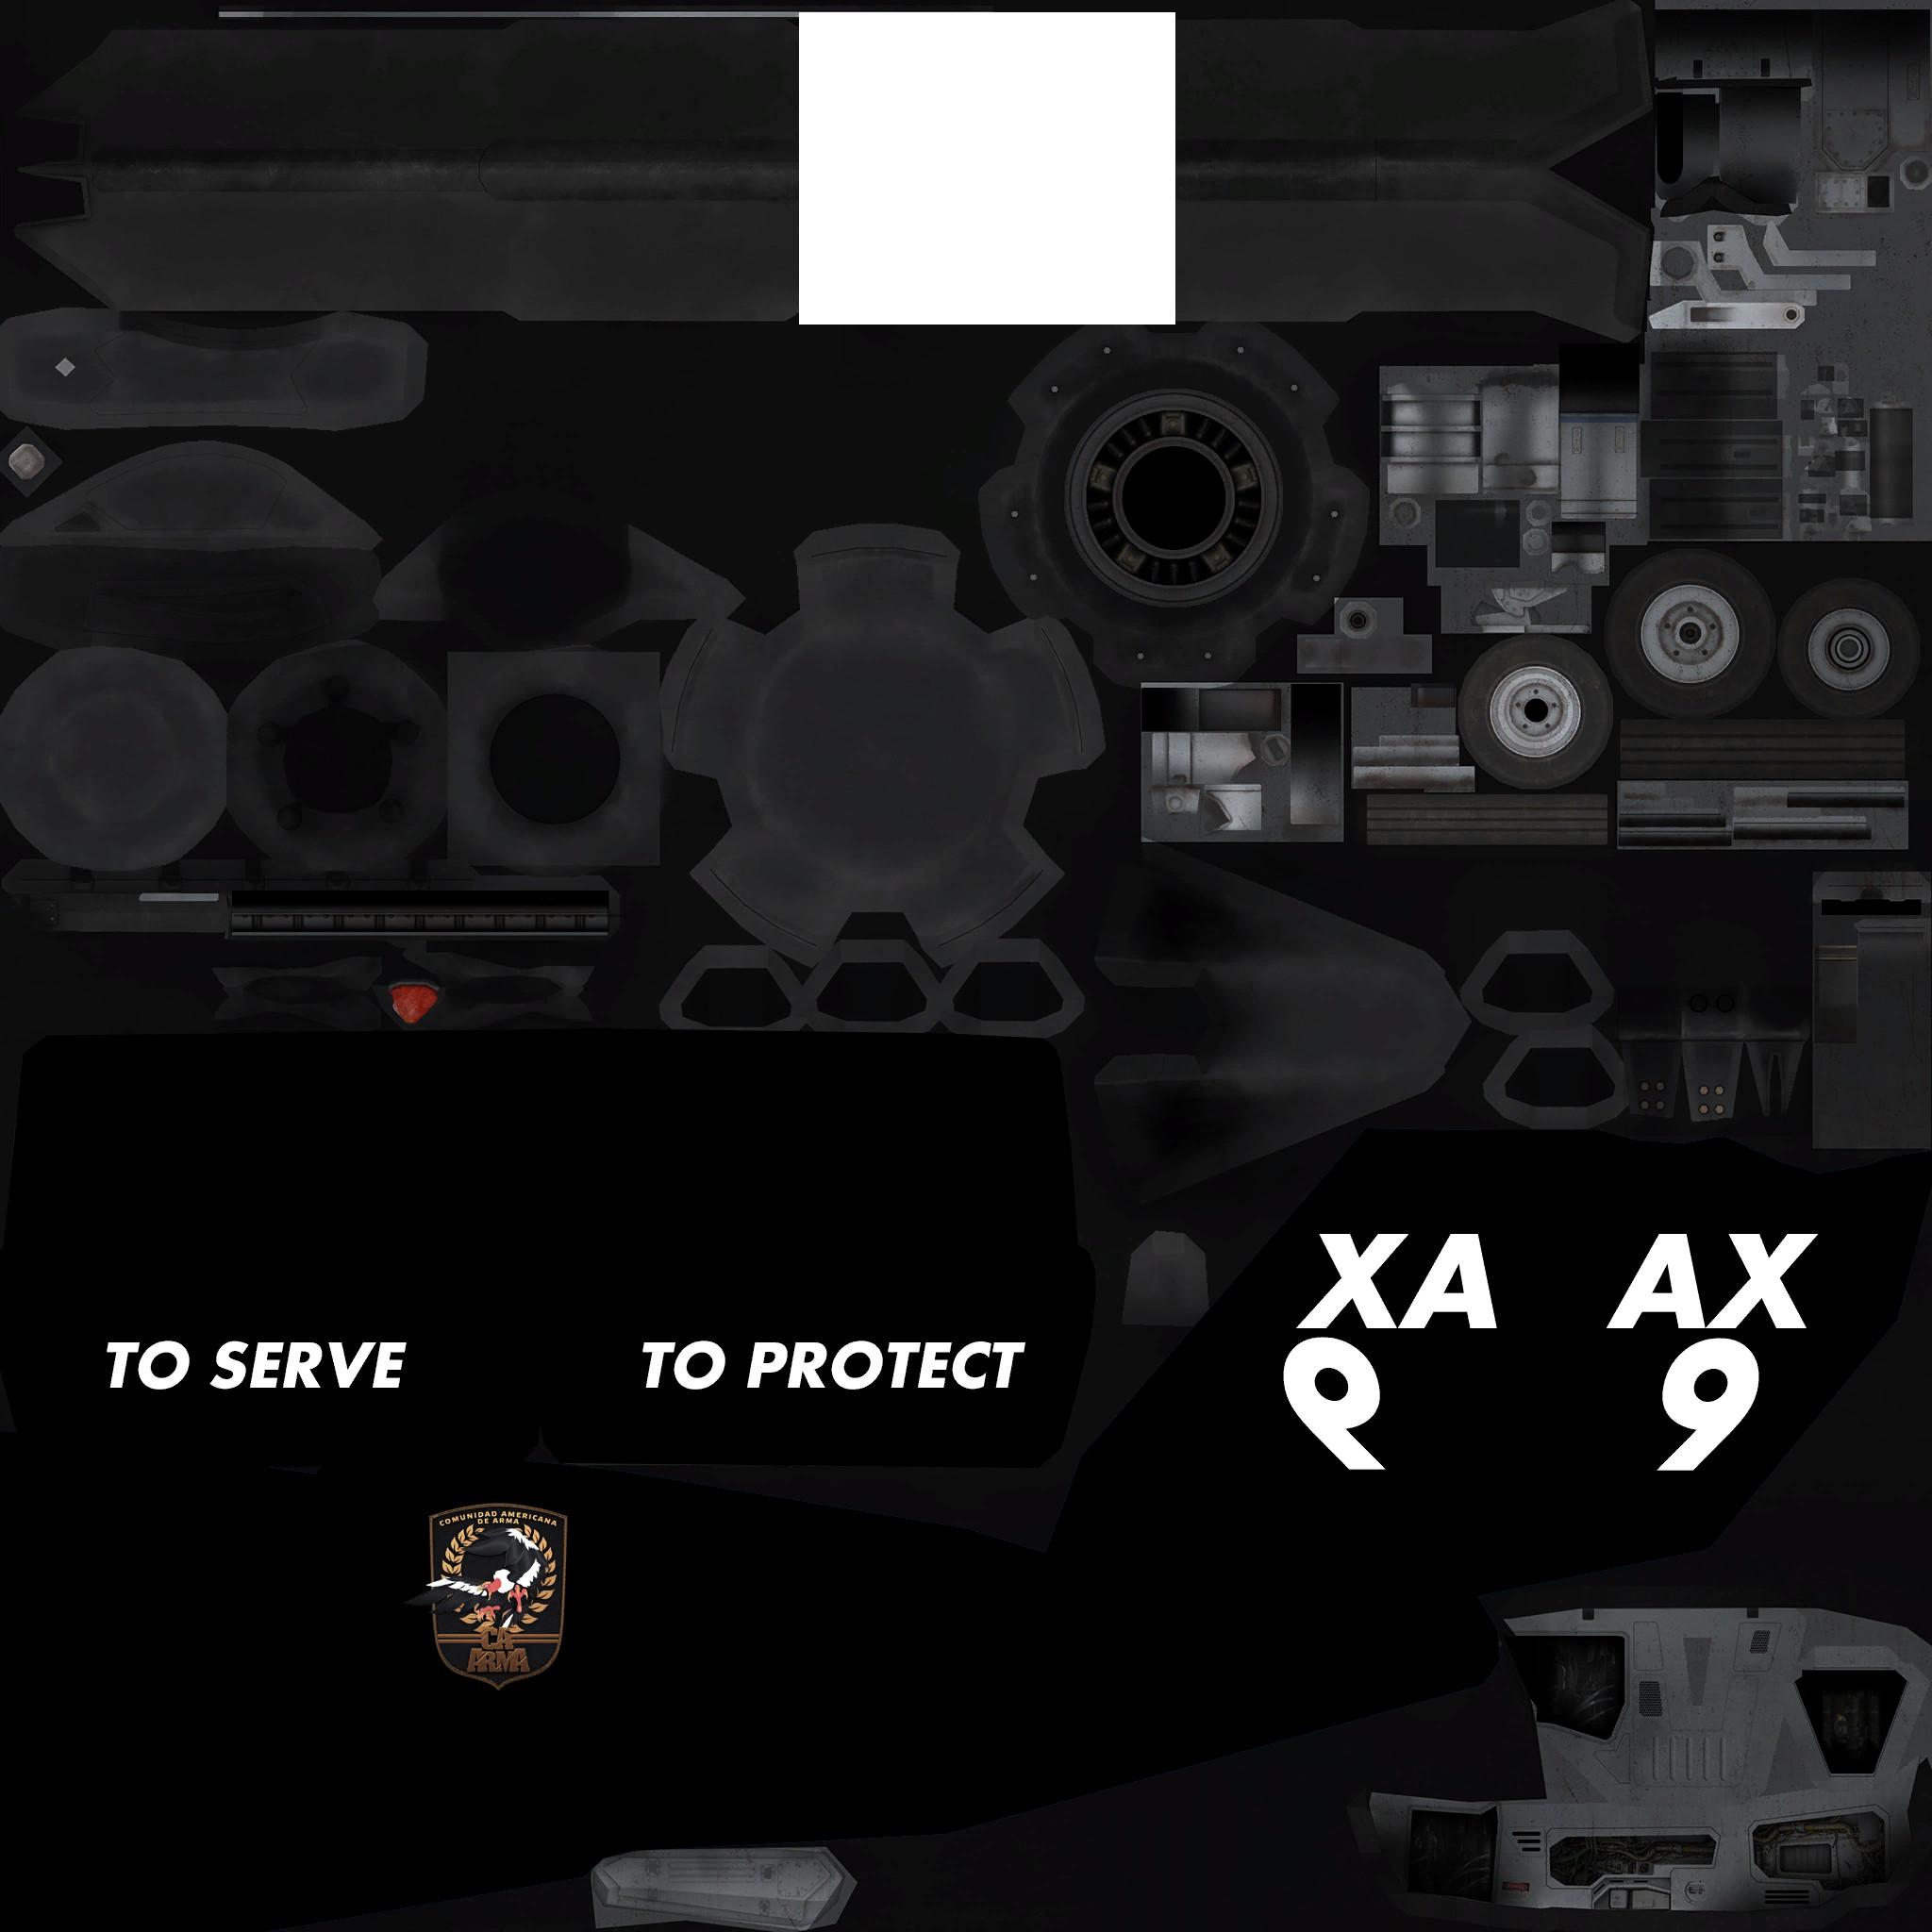 XA AX
9 9
TO SERVE TO PROTECT
COMUNIDAD AMERICANA
DE ARMA
CA
ARMA